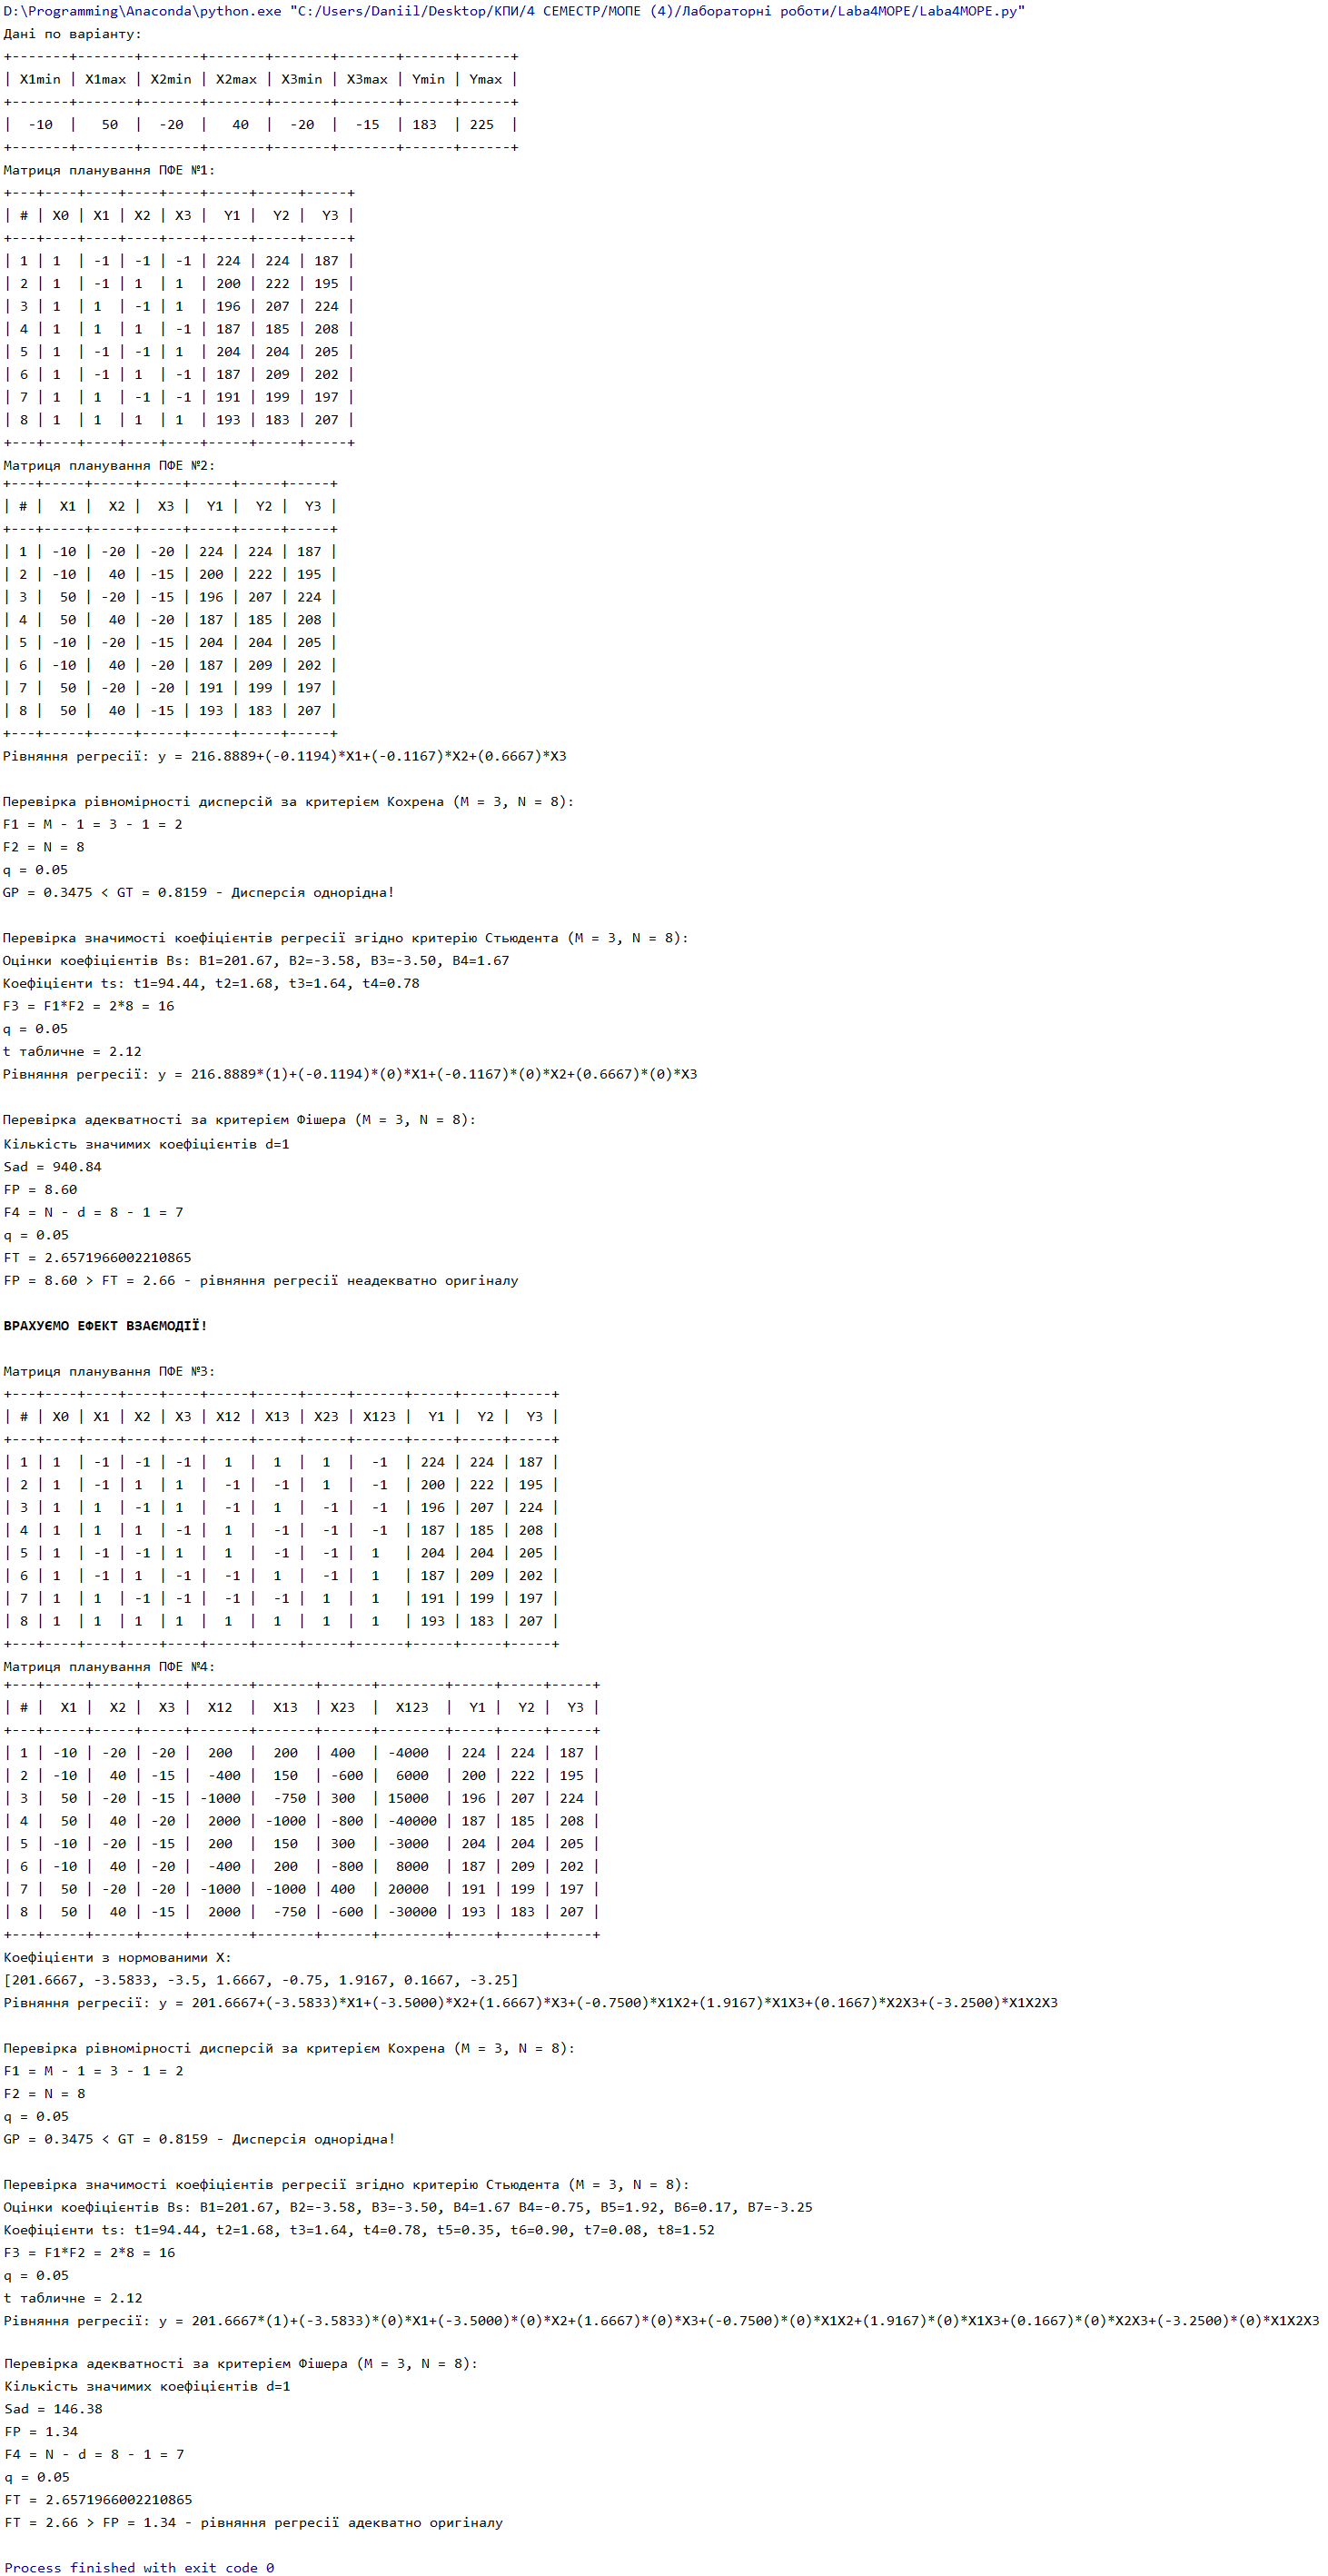 D:\Programming\Anaconda\python.exe "C:/Users/Daniil/Desktop/КПИ/4 СЕМЕСТР/МОПЕ (4)/Лабораторні роботи/Laba4MOPE/Laba4MOPE.py"
Дані по варіанту:
+-------+-------+-------+-------+-------+-------+------+------+
| X1min | X1max | X2min | X2max | X3min | X3max | Ymin | Ymax |
+-------+-------+-------+-------+-------+-------+------+------+
|  -10  |   50  |  -20  |   40  |  -20  |  -15  | 183  | 225  |
+-------+-------+-------+-------+-------+-------+------+------+
Матриця планування ПФЕ №1:
+---+----+----+----+----+-----+-----+-----+
| # | X0 | X1 | X2 | X3 |  Y1 |  Y2 |  Y3 |
+---+----+----+----+----+-----+-----+-----+
| 1 | 1  | -1 | -1 | -1 | 224 | 224 | 187 |
| 2 | 1  | -1 | 1  | 1  | 200 | 222 | 195 |
| 3 | 1  | 1  | -1 | 1  | 196 | 207 | 224 |
| 4 | 1  | 1  | 1  | -1 | 187 | 185 | 208 |
| 5 | 1  | -1 | -1 | 1  | 204 | 204 | 205 |
| 6 | 1  | -1 | 1  | -1 | 187 | 209 | 202 |
| 7 | 1  | 1  | -1 | -1 | 191 | 199 | 197 |
| 8 | 1  | 1  | 1  | 1  | 193 | 183 | 207 |
+---+----+----+----+----+-----+-----+-----+
Матриця планування ПФЕ №2:
+---+-----+-----+-----+-----+-----+-----+
| # |  X1 |  X2 |  X3 |  Y1 |  Y2 |  Y3 |
+---+-----+-----+-----+-----+-----+-----+
| 1 | -10 | -20 | -20 | 224 | 224 | 187 |
| 2 | -10 |  40 | -15 | 200 | 222 | 195 |
| 3 |  50 | -20 | -15 | 196 | 207 | 224 |
| 4 |  50 |  40 | -20 | 187 | 185 | 208 |
| 5 | -10 | -20 | -15 | 204 | 204 | 205 |
| 6 | -10 |  40 | -20 | 187 | 209 | 202 |
| 7 |  50 | -20 | -20 | 191 | 199 | 197 |
| 8 |  50 |  40 | -15 | 193 | 183 | 207 |
+---+-----+-----+-----+-----+-----+-----+
Рівняння регресії: y = 216.8889+(-0.1194)*X1+(-0.1167)*X2+(0.6667)*X3
Перевірка рівномірності дисперсій за критерієм Кохрена (M = 3, N = 8):
F1 = M - 1 = 3 - 1 = 2
F2 = N = 8
q = 0.05
GP = 0.3475 < GT = 0.8159 - Дисперсія однорідна!
Перевірка значимості коефіцієнтів регресії згідно критерію Стьюдента (M = 3, N = 8):
Оцінки коефіцієнтів Bs: B1=201.67, B2=-3.58, B3=-3.50, B4=1.67
Коефіцієнти ts: t1=94.44, t2=1.68, t3=1.64, t4=0.78
F3 = F1*F2 = 2*8 = 16
q = 0.05
t табличне = 2.12
Рівняння регресії: y = 216.8889*(1)+(-0.1194)*(0)*X1+(-0.1167)*(0)*X2+(0.6667)*(0)*X3
Перевірка адекватності за критерієм Фішера (M = 3, N = 8):
Кількість значимих коефіцієнтів d=1
Sad = 940.84
FP = 8.60
F4 = N - d = 8 - 1 = 7
q = 0.05
FT = 2.6571966002210865
FP = 8.60 > FT = 2.66 - рівняння регресії неадекватно оригіналу
ВРАХУЄМО ЕФЕКТ ВЗАЄМОДІЇ!
Матриця планування ПФЕ №3:
+---+----+----+----+----+-----+-----+-----+------+-----+-----+-----+
| # | X0 | X1 | X2 | X3 | X12 | X13 | X23 | X123 |  Y1 |  Y2 |  Y3 |
+---+----+----+----+----+-----+-----+-----+------+-----+-----+-----+
| 1 | 1  | -1 | -1 | -1 |  1  |  1  |  1  |  -1  | 224 | 224 | 187 |
| 2 | 1  | -1 | 1  | 1  |  -1 |  -1 |  1  |  -1  | 200 | 222 | 195 |
| 3 | 1  | 1  | -1 | 1  |  -1 |  1  |  -1 |  -1  | 196 | 207 | 224 |
| 4 | 1  | 1  | 1  | -1 |  1  |  -1 |  -1 |  -1  | 187 | 185 | 208 |
| 5 | 1  | -1 | -1 | 1  |  1  |  -1 |  -1 |  1   | 204 | 204 | 205 |
| 6 | 1  | -1 | 1  | -1 |  -1 |  1  |  -1 |  1   | 187 | 209 | 202 |
| 7 | 1  | 1  | -1 | -1 |  -1 |  -1 |  1  |  1   | 191 | 199 | 197 |
| 8 | 1  | 1  | 1  | 1  |  1  |  1  |  1  |  1   | 193 | 183 | 207 |
+---+----+----+----+----+-----+-----+-----+------+-----+-----+-----+
Матриця планування ПФЕ №4:
+---+-----+-----+-----+-------+-------+------+--------+-----+-----+-----+
| # |  X1 |  X2 |  X3 |  X12  |  X13  | X23  |  X123  |  Y1 |  Y2 |  Y3 |
+---+-----+-----+-----+-------+-------+------+--------+-----+-----+-----+
| 1 | -10 | -20 | -20 |  200  |  200  | 400  | -4000  | 224 | 224 | 187 |
| 2 | -10 |  40 | -15 |  -400 |  150  | -600 |  6000  | 200 | 222 | 195 |
| 3 |  50 | -20 | -15 | -1000 |  -750 | 300  | 15000  | 196 | 207 | 224 |
| 4 |  50 |  40 | -20 |  2000 | -1000 | -800 | -40000 | 187 | 185 | 208 |
| 5 | -10 | -20 | -15 |  200  |  150  | 300  | -3000  | 204 | 204 | 205 |
| 6 | -10 |  40 | -20 |  -400 |  200  | -800 |  8000  | 187 | 209 | 202 |
| 7 |  50 | -20 | -20 | -1000 | -1000 | 400  | 20000  | 191 | 199 | 197 |
| 8 |  50 |  40 | -15 |  2000 |  -750 | -600 | -30000 | 193 | 183 | 207 |
+---+-----+-----+-----+-------+-------+------+--------+-----+-----+-----+
Коефіцієнти з нормованими X:
[201.6667, -3.5833, -3.5, 1.6667, -0.75, 1.9167, 0.1667, -3.25]
Рівняння регресії: y = 201.6667+(-3.5833)*X1+(-3.5000)*X2+(1.6667)*X3+(-0.7500)*X1X2+(1.9167)*X1X3+(0.1667)*X2X3+(-3.2500)*X1X2X3
Перевірка рівномірності дисперсій за критерієм Кохрена (M = 3, N = 8):
F1 = M - 1 = 3 - 1 = 2
F2 = N = 8
q = 0.05
GP = 0.3475 < GT = 0.8159 - Дисперсія однорідна!
Перевірка значимості коефіцієнтів регресії згідно критерію Стьюдента (M = 3, N = 8):
Оцінки коефіцієнтів Bs: B1=201.67, B2=-3.58, B3=-3.50, B4=1.67 B4=-0.75, B5=1.92, B6=0.17, B7=-3.25
Коефіцієнти ts: t1=94.44, t2=1.68, t3=1.64, t4=0.78, t5=0.35, t6=0.90, t7=0.08, t8=1.52
F3 = F1*F2 = 2*8 = 16
q = 0.05
t табличне = 2.12
Рівняння регресії: y = 201.6667*(1)+(-3.5833)*(0)*X1+(-3.5000)*(0)*X2+(1.6667)*(0)*X3+(-0.7500)*(0)*X1X2+(1.9167)*(0)*X1X3+(0.1667)*(0)*X2X3+(-3.2500)*(0)*X1X2X3
Перевірка адекватності за критерієм Фішера (M = 3, N = 8):
Кількість значимих коефіцієнтів d=1
Sad = 146.38
FP = 1.34
F4 = N - d = 8 - 1 = 7
q = 0.05
FT = 2.6571966002210865
FT = 2.66 > FP = 1.34 - рівняння регресії адекватно оригіналу
Process finished with exit code 0